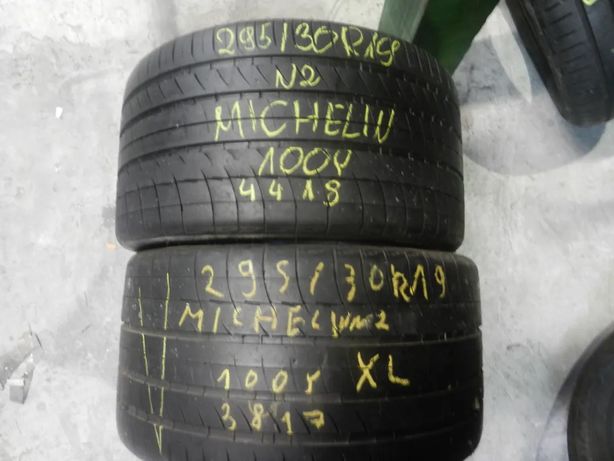 295/30R19
N2
MICHELIN
100Y
4418
295/30R19
MICHELIN N2
100Y XL
3817